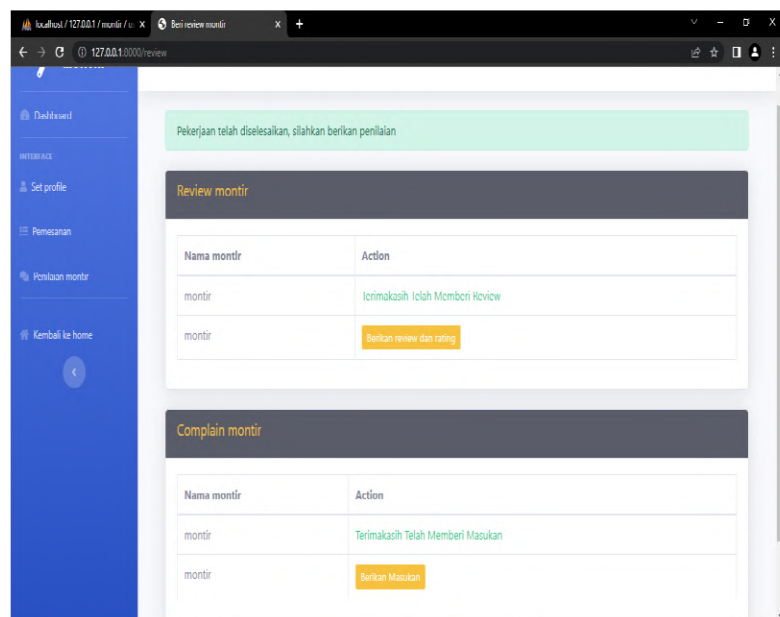 localhost / 127.0.0.1 / montir / u
Beri review montir
127.0.0.1:8000/review
Dashboard
INTERFACE
Set profile
Pemesanan
Penilaian montir
Kembali ke home
Pekerjaan telah diselesaikan, silahkan berikan penilaian
Review montir
Nama montir Action
montir Terimakasih Telah Memberi Review
montir Berikan review dan rating
Complain montir
Nama montir Action
montir Terimakasih Telah Memberi Masukan
montir Berikan Masukan